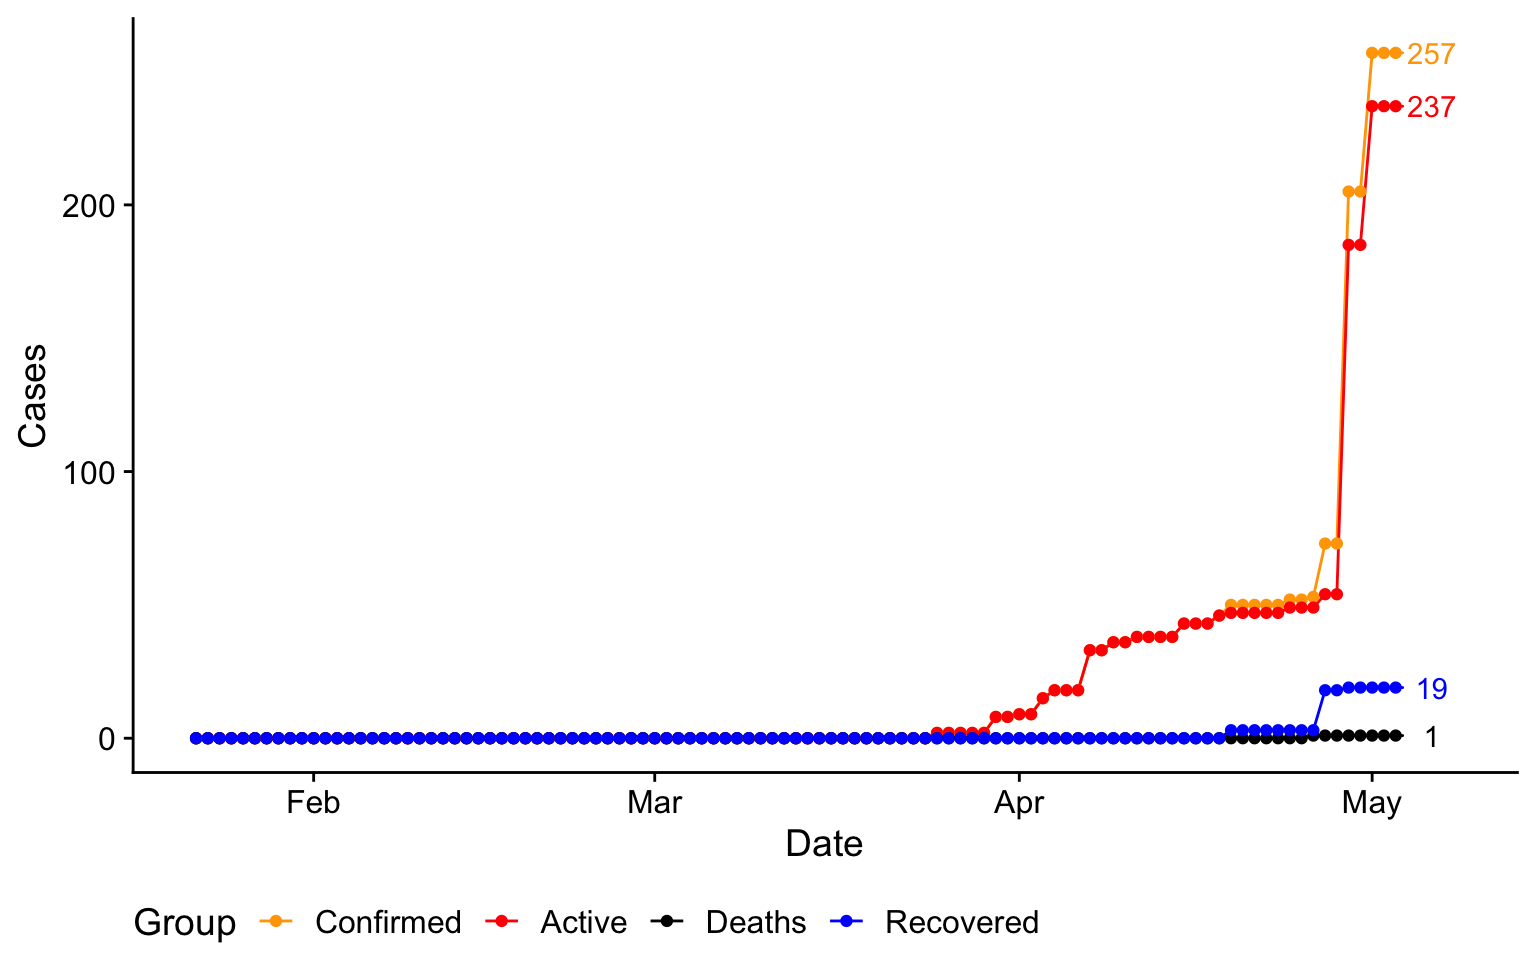 257
237
200
Cases
100
19
0
1
Feb Mar Apr May
Date
Group Confirmed Active Deaths Recovered